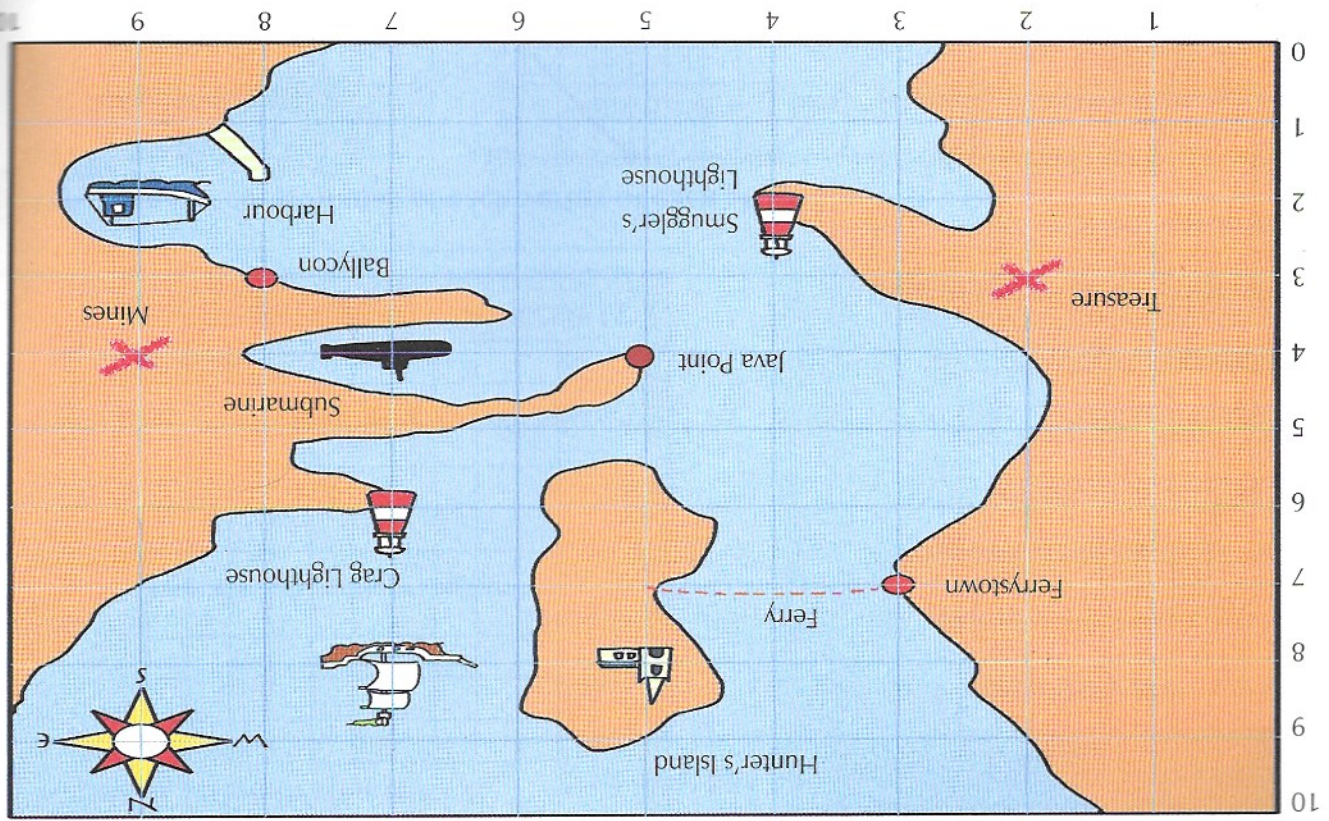 10
N
Hunter's Island
9
W E
S
8
Ferry
Ferrystown
7
Crag Lighthouse
6
Submarine
5
Java Point
4
Mines
Treasure
3
Ballycon
Smuggler's
Lighthouse
Harbour
2
1
0
1 2 3 4 5 6 7 8 9